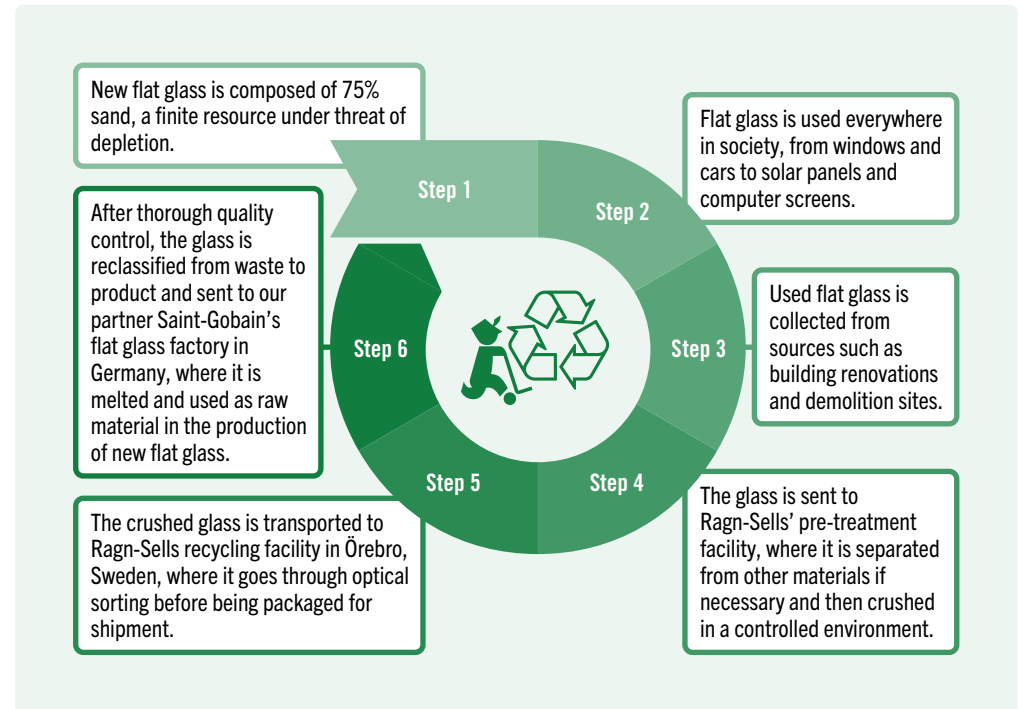 Step 1
New flat glass is composed of 75%
sand, a finite resource under threat of
depletion.
Step 2
Flat glass is used everywhere
in society, from windows and
cars to solar panels and
computer screens.
Step 3
Used flat glass is
collected from
sources such as
building renovations
and demolition sites.
Step 4
The glass is sent to
Ragn-Sells’ pre-treatment
facility, where it is separated
from other materials if
necessary and then crushed
in a controlled environment.
Step 5
The crushed glass is transported to
Ragn-Sells recycling facility in Örebro,
Sweden, where it goes through optical
sorting before being packaged for
shipment.
Step 6
After thorough quality
control, the glass is
reclassified from waste to
product and sent to our
partner Saint-Gobain’s
flat glass factory in
Germany, where it is
melted and used as raw
material in the production
of new flat glass.